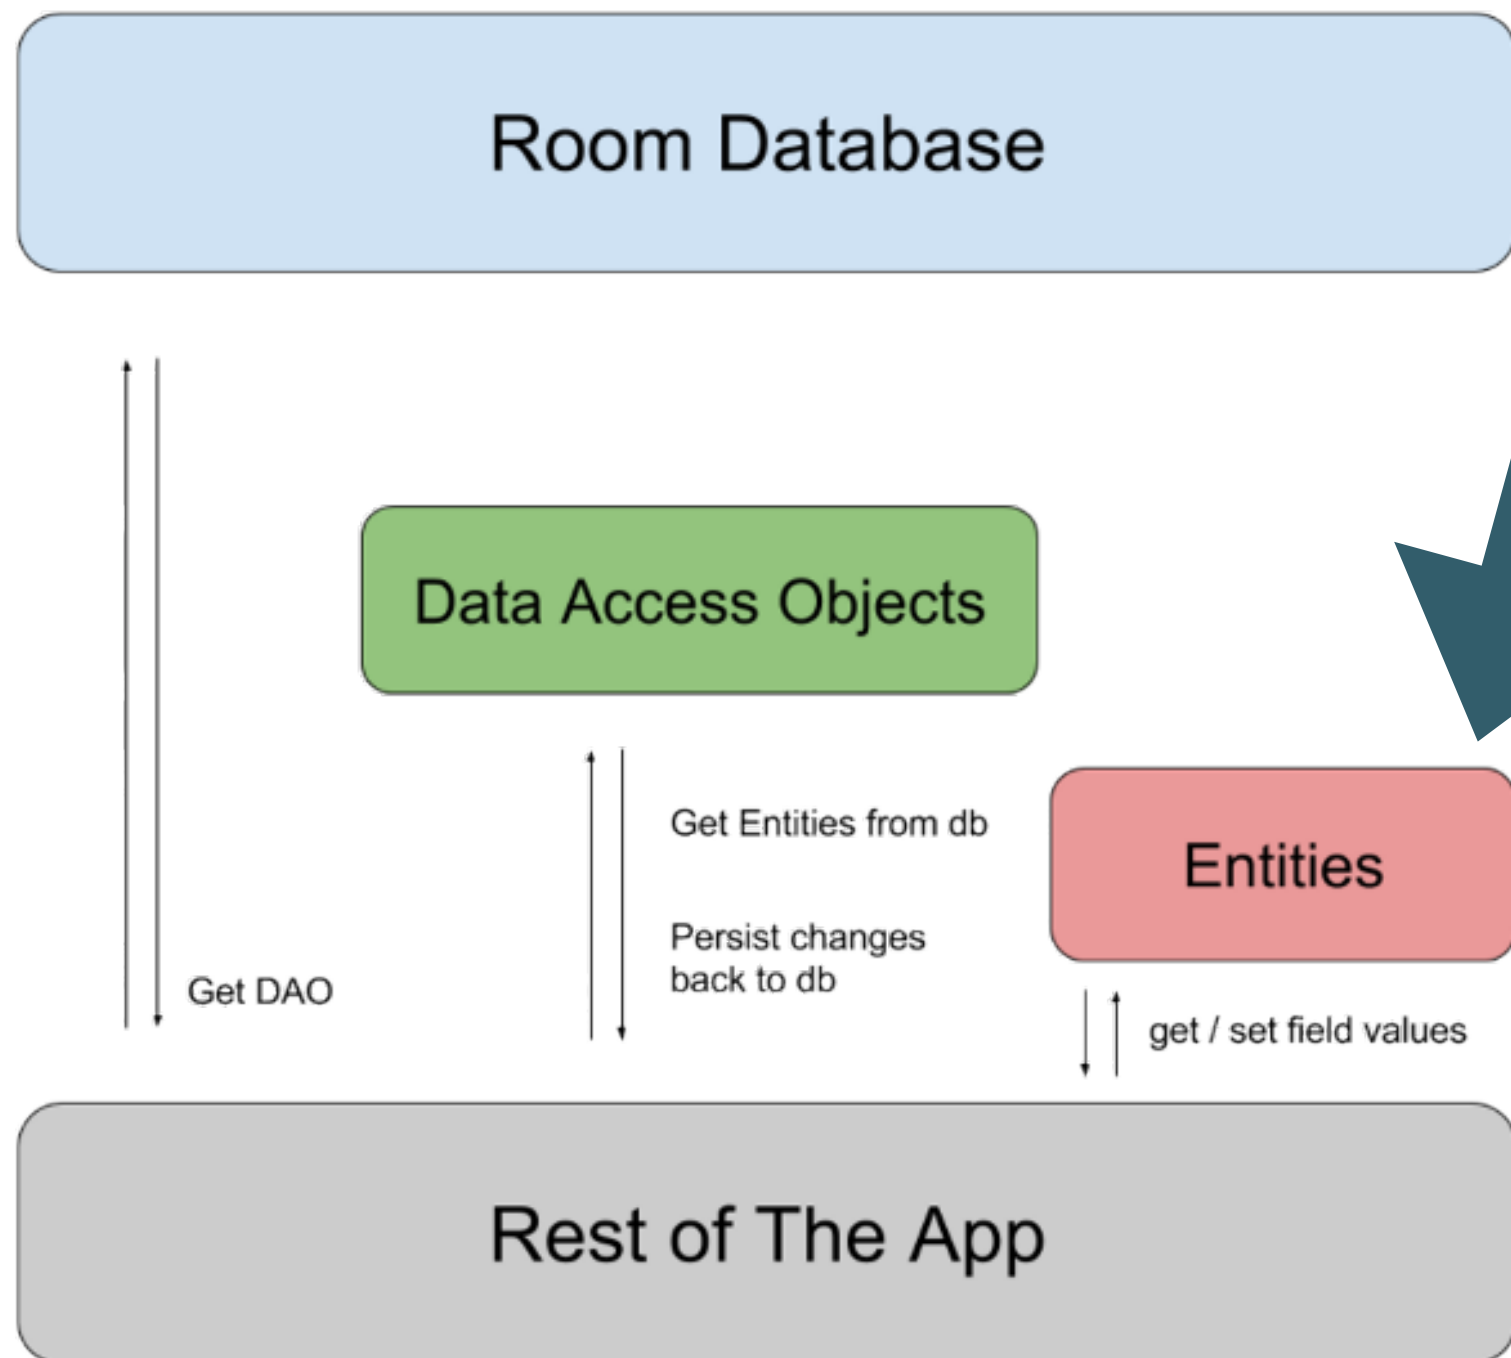 Room Database
Data Access Objects
Get Entities from db
Entities
Persist changes
back to db
Get DAO
get / set field values
Rest of The App